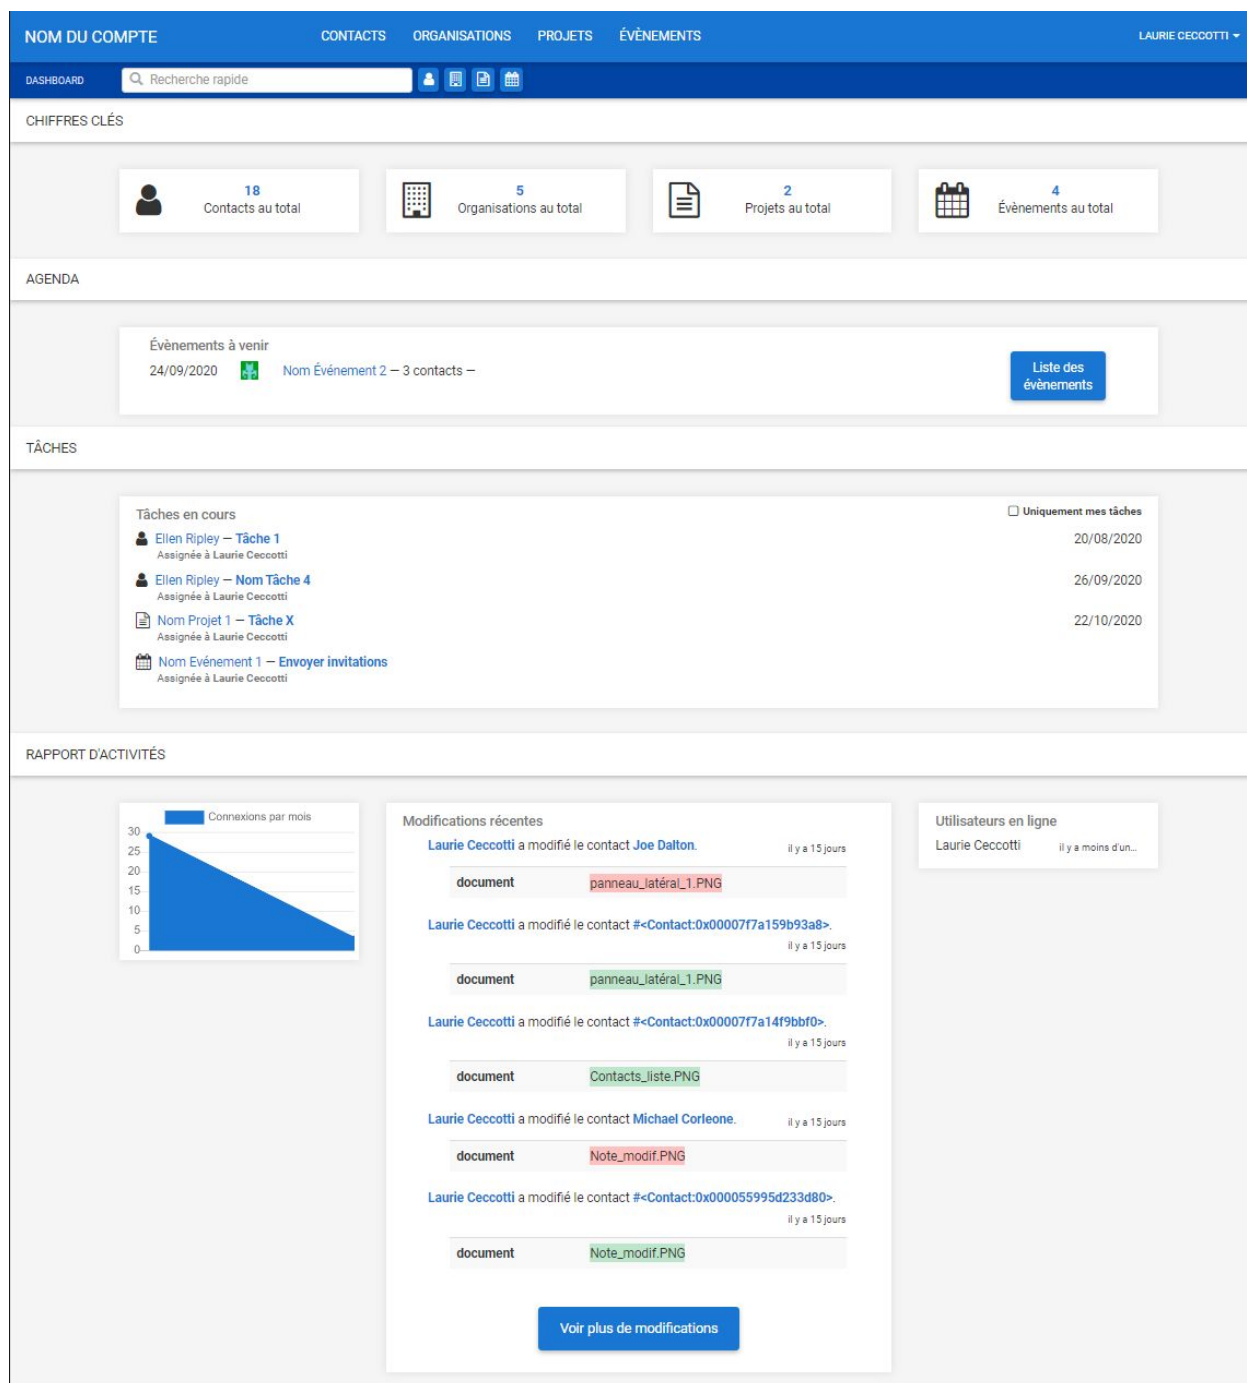 NOM DU COMPTE CONTACTS ORGANISATIONS PROJETS ÉVÈNEMENTS LAURIE CECCOTTI
DASHBOARD Recherche rapide
CHIFFRES CLÉS
18
Contacts au total
5
Organisations au total
2
Projets au total
4
Évènements au total
AGENDA
Évènements à venir
24/09/2020 Nom Événement 2 — 3 contacts —
Liste des
évènements
TÂCHES
Tâches en cours Uniquement mes tâches
Ellen Ripley — Tâche 1 20/08/2020
Assignée à Laurie Ceccotti
Ellen Ripley — Nom Tâche 4 26/09/2020
Assignée à Laurie Ceccotti
Nom Projet 1 — Tâche X 22/10/2020
Assignée à Laurie Ceccotti
Nom Evénement 1 — Envoyer invitations
Assignée à Laurie Ceccotti
RAPPORT D'ACTIVITÉS
Connexions par mois
30
25
20
15
10
5
0
Modifications récentes
Laurie Ceccotti a modifié le contact Joe Dalton. il y a 15 jours
document panneau_latéral_1.PNG
Laurie Ceccotti a modifié le contact #<Contact:0x00007f7a159b93a8>.
il y a 15 jours
document panneau_latéral_1.PNG
Laurie Ceccotti a modifié le contact #<Contact:0x00007f7a14f9bbf0>.
il y a 15 jours
document Contacts_liste.PNG
Laurie Ceccotti a modifié le contact Michael Corleone. il y a 15 jours
document Note_modif.PNG
Laurie Ceccotti a modifié le contact #<Contact:0x000055995d233d80>.
il y a 15 jours
document Note_modif.PNG
Voir plus de modifications
Utilisateurs en ligne
Laurie Ceccotti il y a moins d'un...